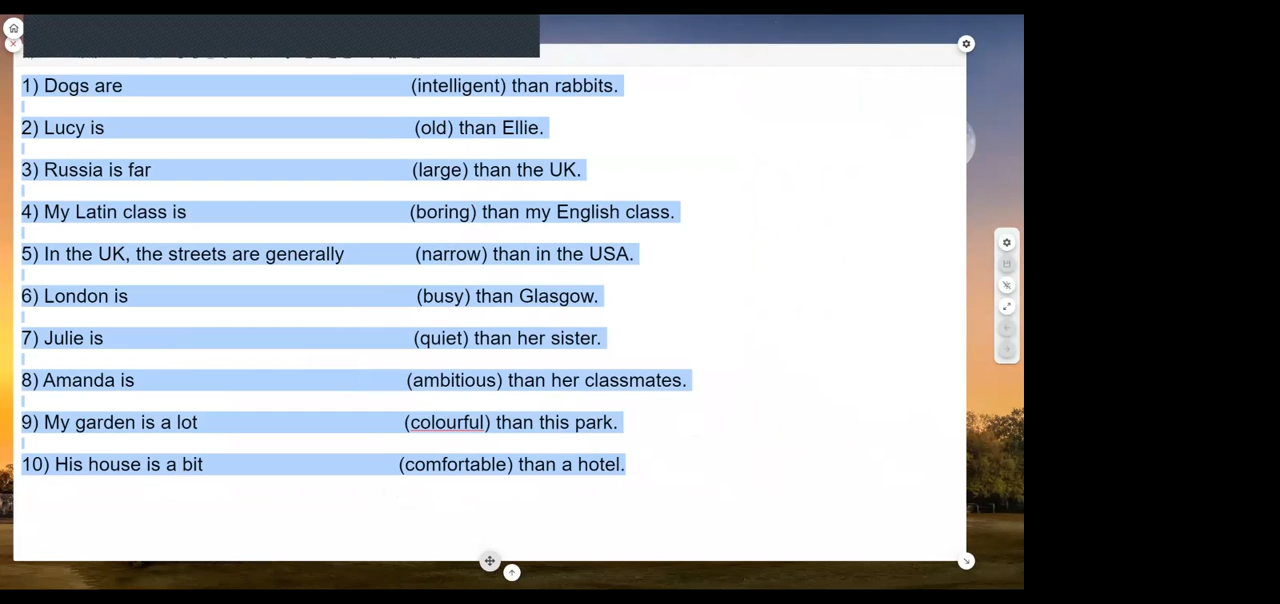 1) Dogs are (intelligent) than rabbits.
2) Lucy is (old) than Ellie.
3) Russia is far (large) than the UK.
4) My Latin class is (boring) than my English class.
5) In the UK, the streets are generally (narrow) than in the USA.
6) London is (busy) than Glasgow.
7) Julie is (quiet) than her sister.
8) Amanda is (ambitious) than her classmates.
9) My garden is a lot (colourful) than this park.
10) His house is a bit (comfortable) than a hotel.